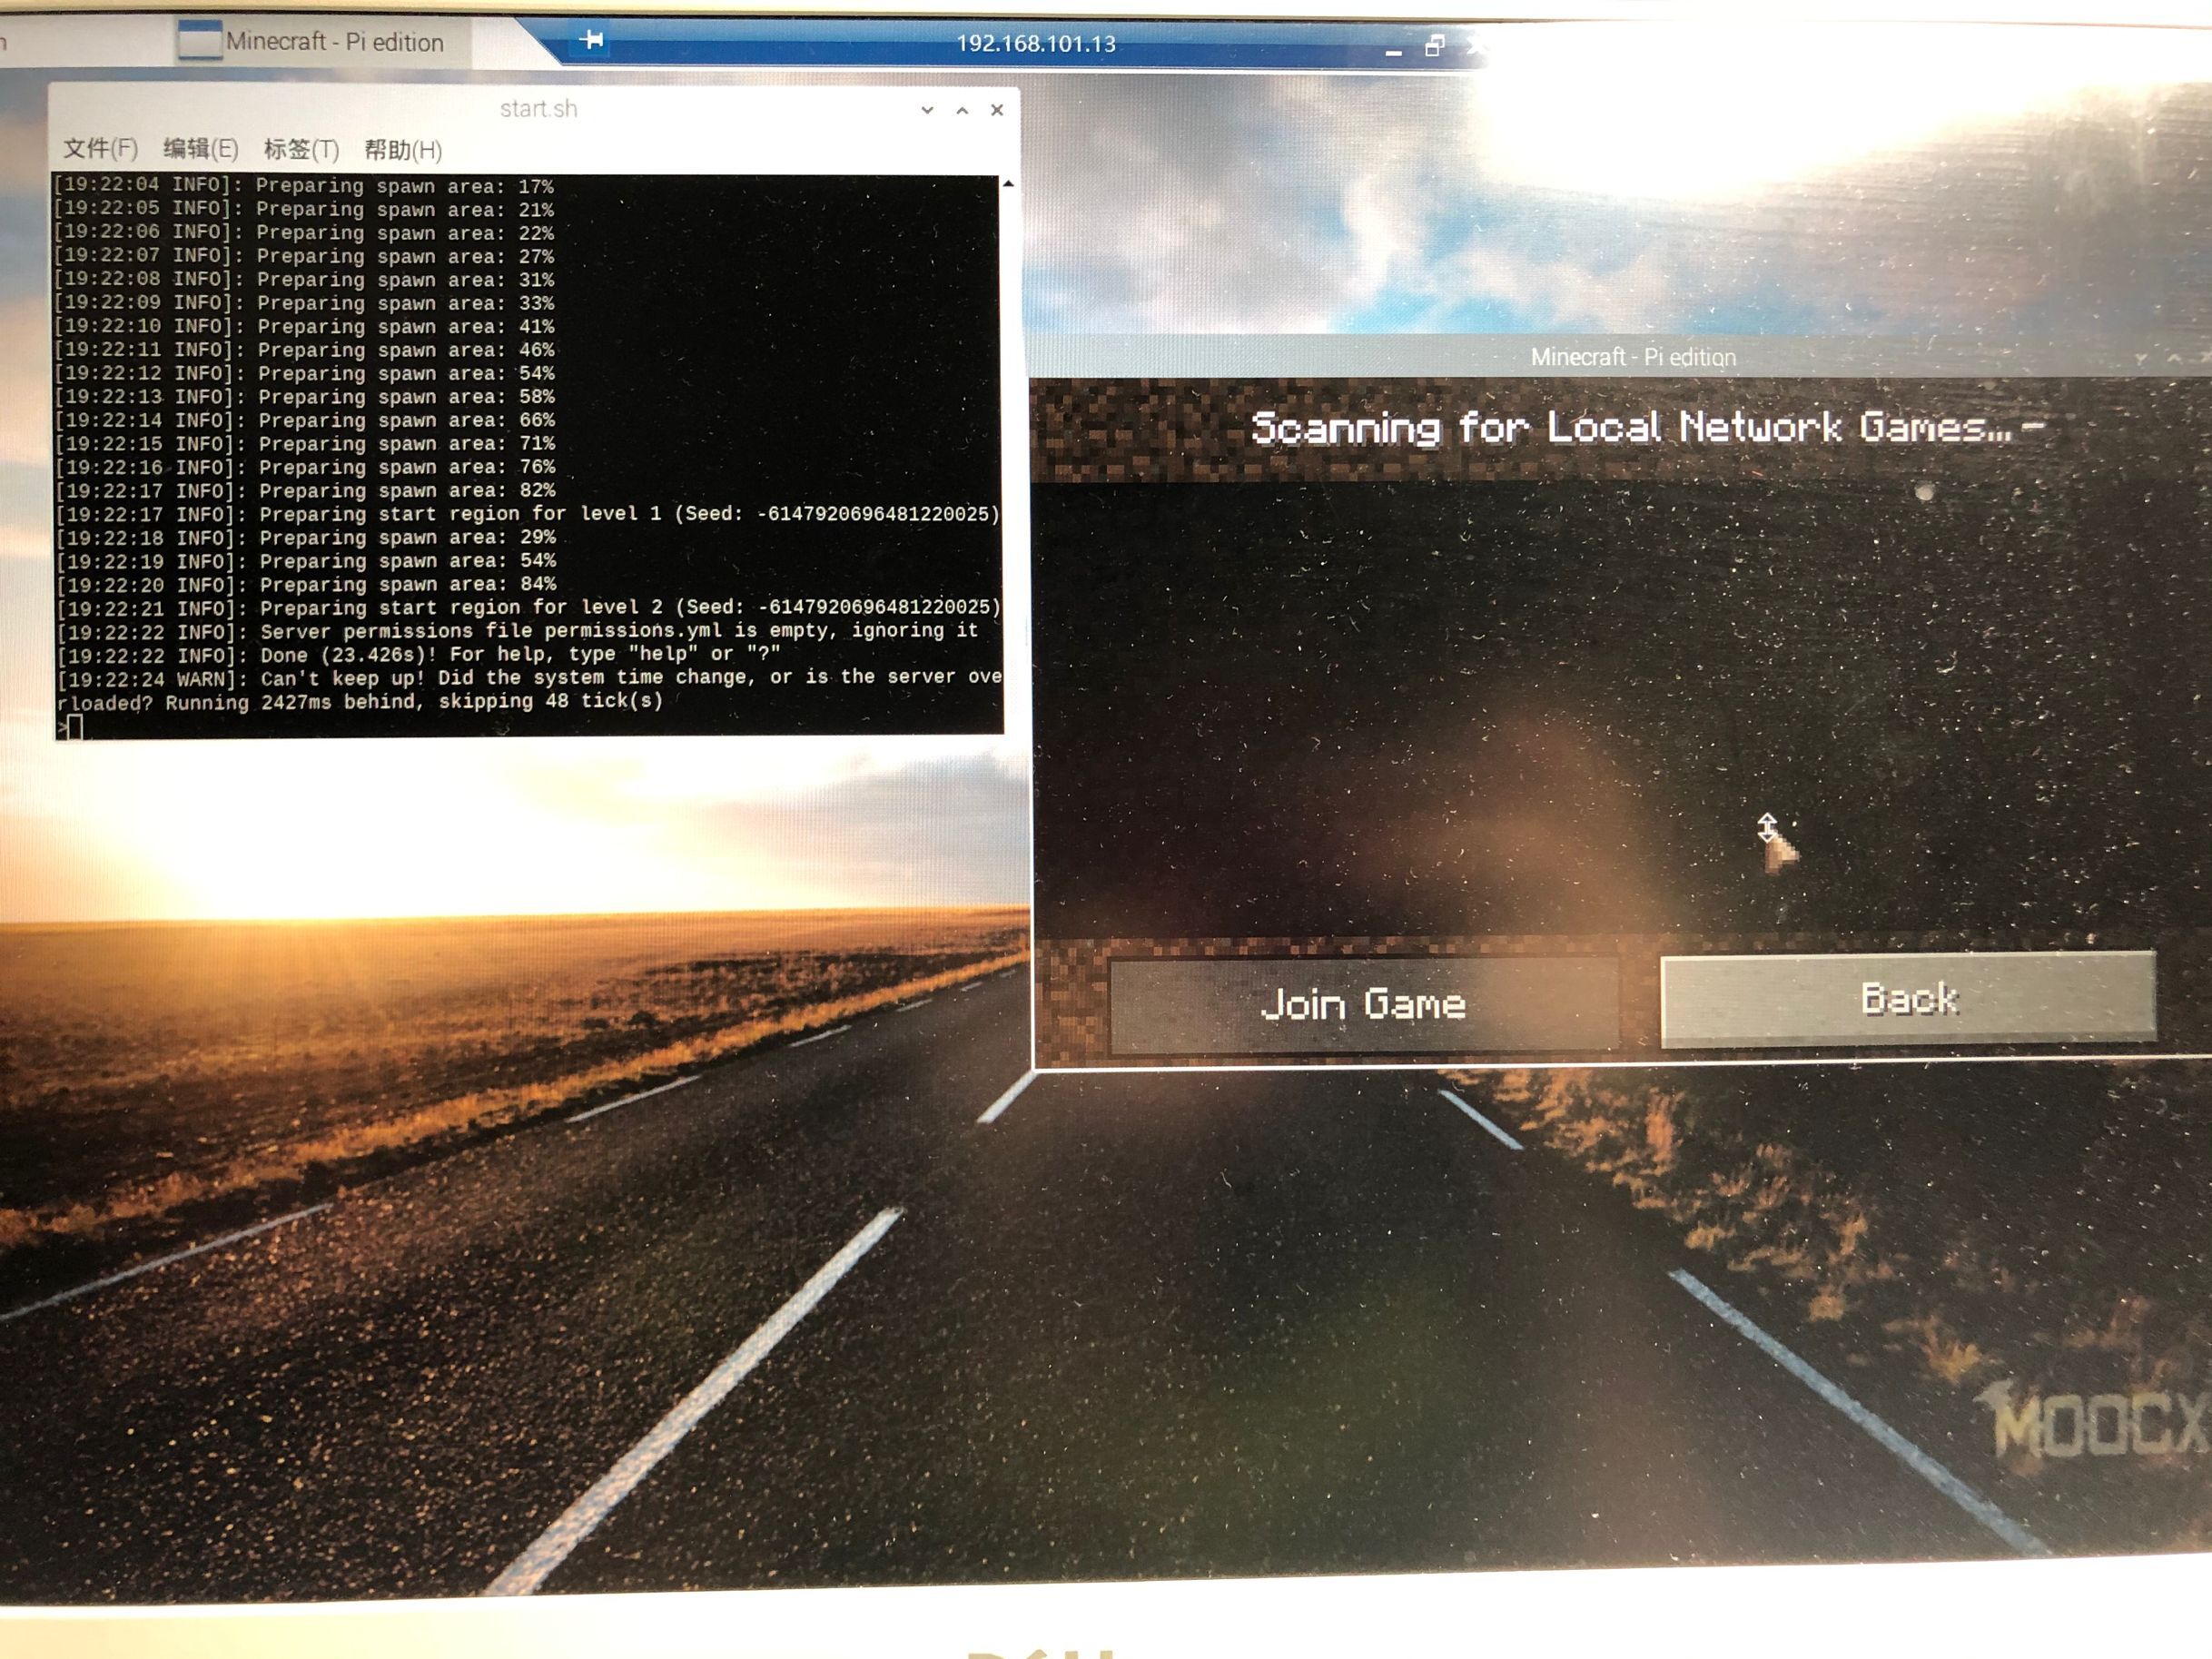 Minecraft - Pi edition
192.168.101.13
start.sh
文件(F) 编辑(E) 标签(T) 帮助(H)
[19:22:04 INFO]: Preparing spawn area: 17%
[19:22:05 INFO]: Preparing spawn area: 21%
[19:22:06 INFO]: Preparing spawn area: 22%
[19:22:07 INFO]: Preparing spawn area: 27%
[19:22:08 INFO]: Preparing spawn area: 31%
[19:22:09 INFO]: Preparing spawn area: 33%
[19:22:10 INFO]: Preparing spawn area: 41%
[19:22:11 INFO]: Preparing spawn area: 46%
[19:22:12 INFO]: Preparing spawn area: 54%
[19:22:13 INFO]: Preparing spawn area: 58%
[19:22:14 INFO]: Preparing spawn area: 66%
[19:22:15 INFO]: Preparing spawn area: 71%
[19:22:16 INFO]: Preparing spawn area: 76%
[19:22:17 INFO]: Preparing spawn area: 82%
[19:22:17 INFO]: Preparing start region for level 1 (Seed: -6147920696481220025)
[19:22:18 INFO]: Preparing spawn area: 29%
[19:22:19 INFO]: Preparing spawn area: 54%
[19:22:20 INFO]: Preparing spawn area: 84%
[19:22:21 INFO]: Preparing start region for level 2 (Seed: -6147920696481220025)
[19:22:22 INFO]: Server permissions file permissions.yml is empty, ignoring it
[19:22:22 INFO]: Done (23.426s)! For help, type "help" or "?"
[19:22:24 WARN]: Can't keep up! Did the system time change, or is the server ove
rloaded? Running 2427ms behind, skipping 48 tick(s)
>
Minecraft - Pi edition
Scanning for Local Network Games... -
Join Game
Back
MOOCX